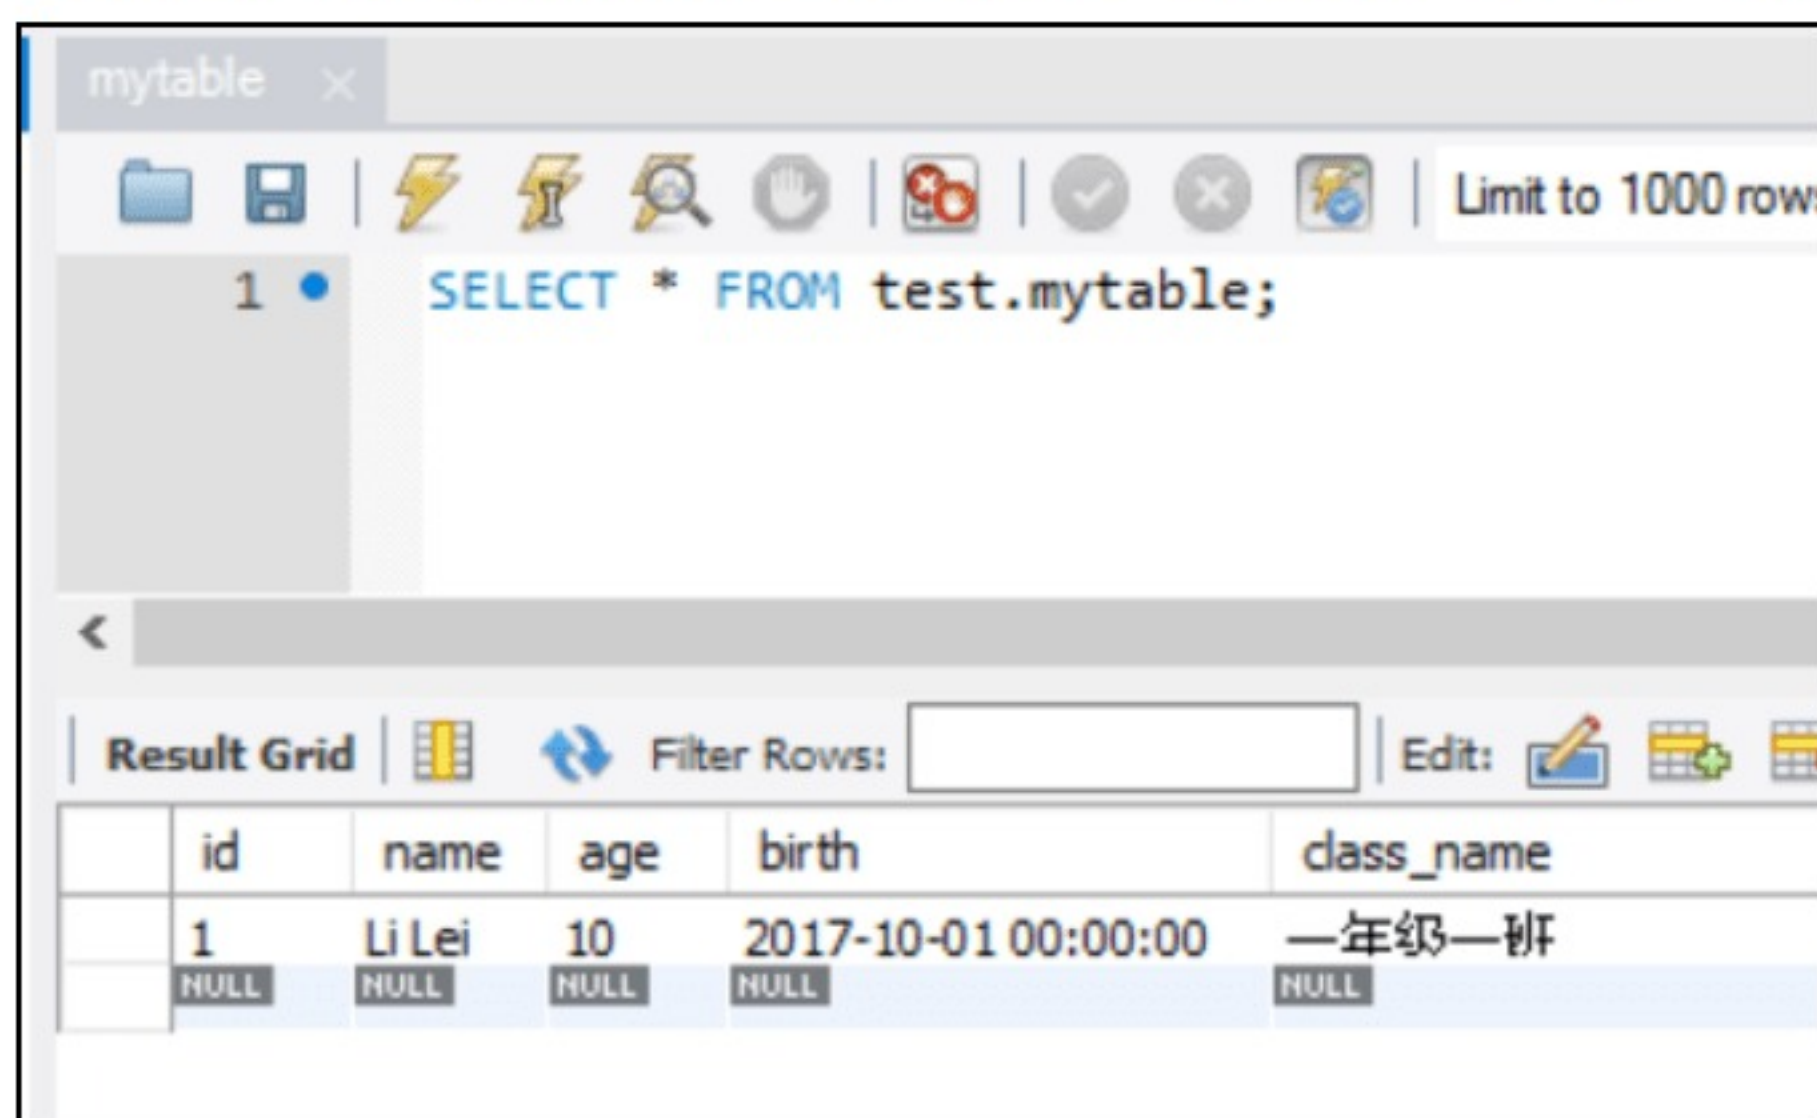 mytable
Limit to 1000 rows
1 SELECT * FROM test.mytable;
Result Grid Filter Rows: Edit:
id name age birth class_name
1 Li Lei 10 2017-10-01 00:00:00 一年级一班
NULL NULL NULL NULL NULL